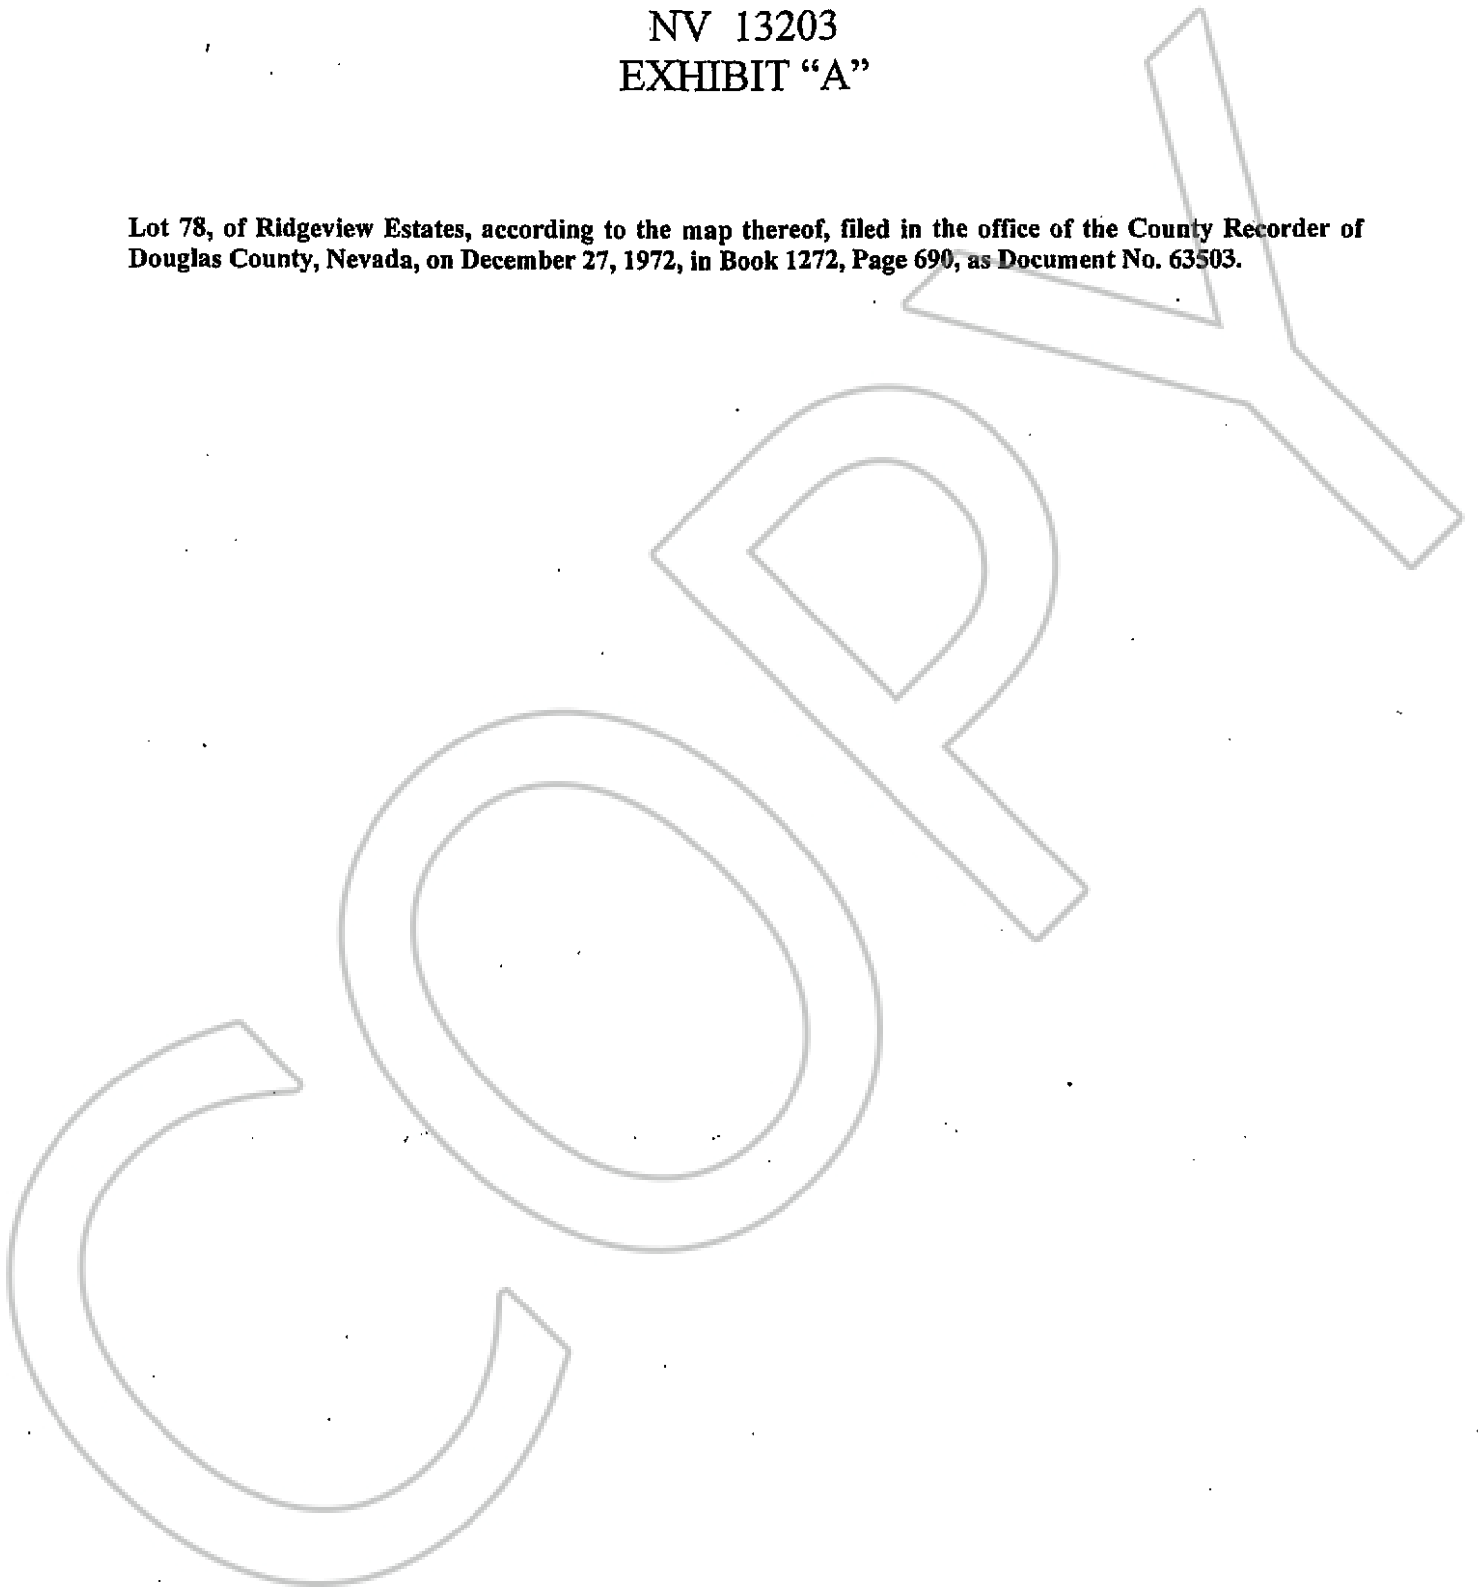 NV 13203
EXHIBIT “A”
Lot 78, of Ridgeview Estates, according to the map thereof, filed in the office of the County Recorder of
Douglas County, Nevada, on December 27, 1972, in Book 1272, Page 690, as Document No. 63503.
COPY